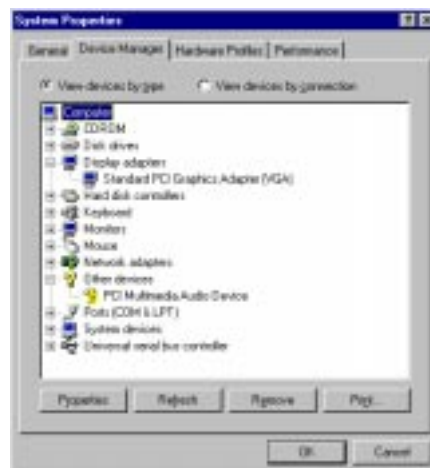 System Properties
General Device Manager Hardware Profiles Performance
View devices by type View devices by connection
Computer
CDROM
Disk drives
Display adapters
Standard PCI Graphics Adapter (VGA)
Hard disk controllers
Keyboard
Monitors
Mouse
Network adapters
Other devices
PCI Multimedia Audio Device
Ports (COM & LPT)
System devices
Universal serial bus controller
Properties Refresh Remove Print...
OK Cancel